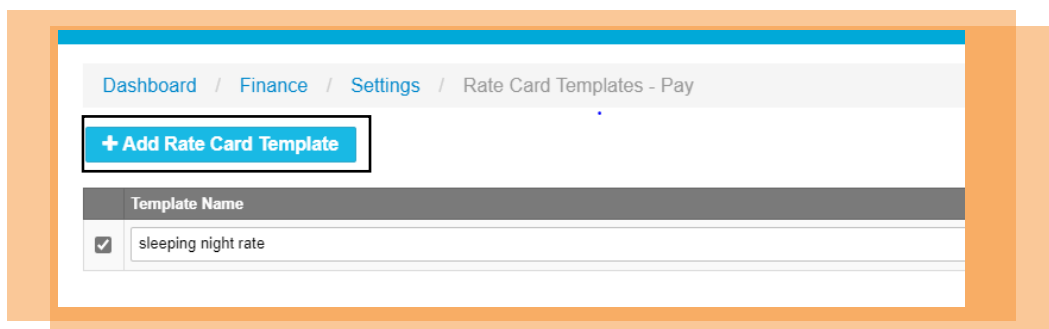 Dashboard / Finance / Settings / Rate Card Templates - Pay
+ Add Rate Card Template
Template Name
sleeping night rate